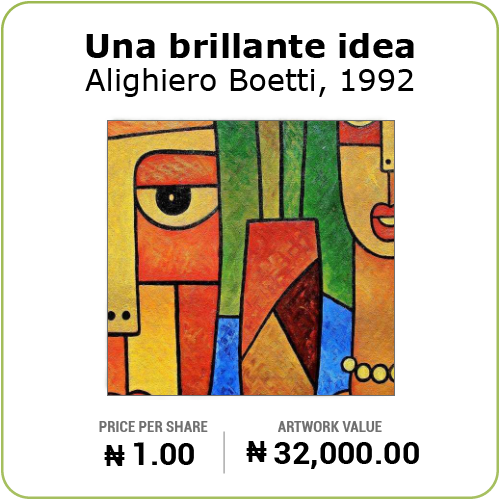 Una brillante idea
Alighiero Boetti, 1992
PRICE PER SHARE
₦ 1.00
ARTWORK VALUE
₦ 32,000.00